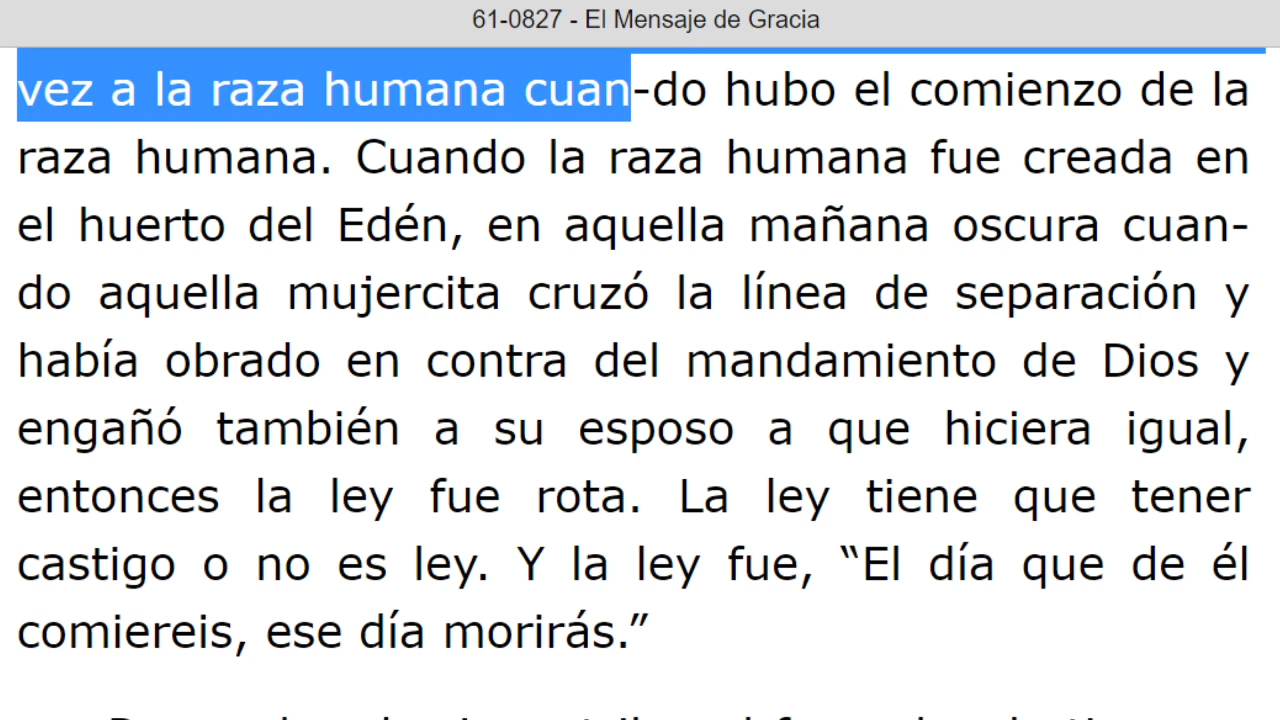 61-0827 - El Mensaje de Gracia
vez a la raza humana cuan-do hubo el comienzo de la
raza humana. Cuando la raza humana fue creada en
el huerto del Edén, en aquella mañana oscura cuan-
do aquella mujercita cruzó la línea de separación y
había obrado en contra del mandamiento de Dios y
engañó también a su esposo a que hiciera igual,
entonces la ley fue rota. La ley tiene que tener
castigo o no es ley. Y la ley fue, “El día que de él
comiereis, ese día morirás.”